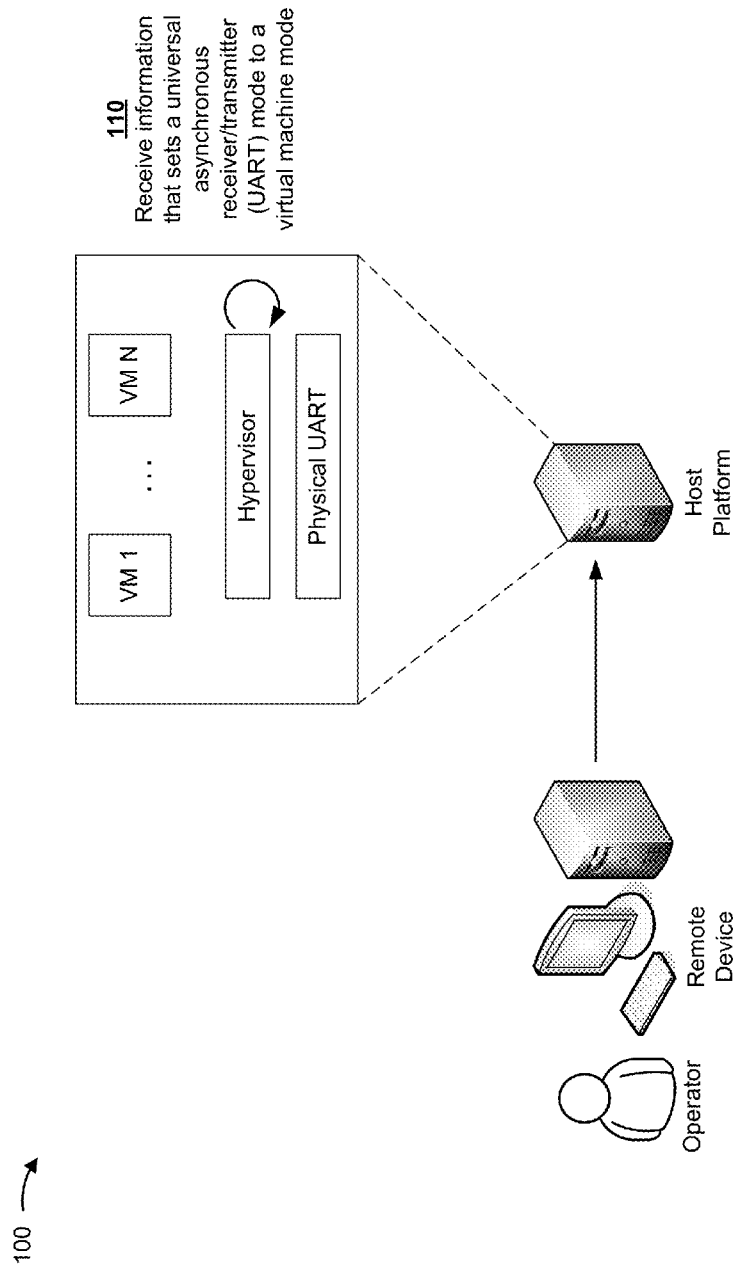 100
110
Receive information
that sets a universal
asynchronous
receiver/transmitter
(UART) mode to a
virtual machine mode
VM 1
...
VM N
Hypervisor
Physical UART
Operator
Remote
Device
Host
Platform